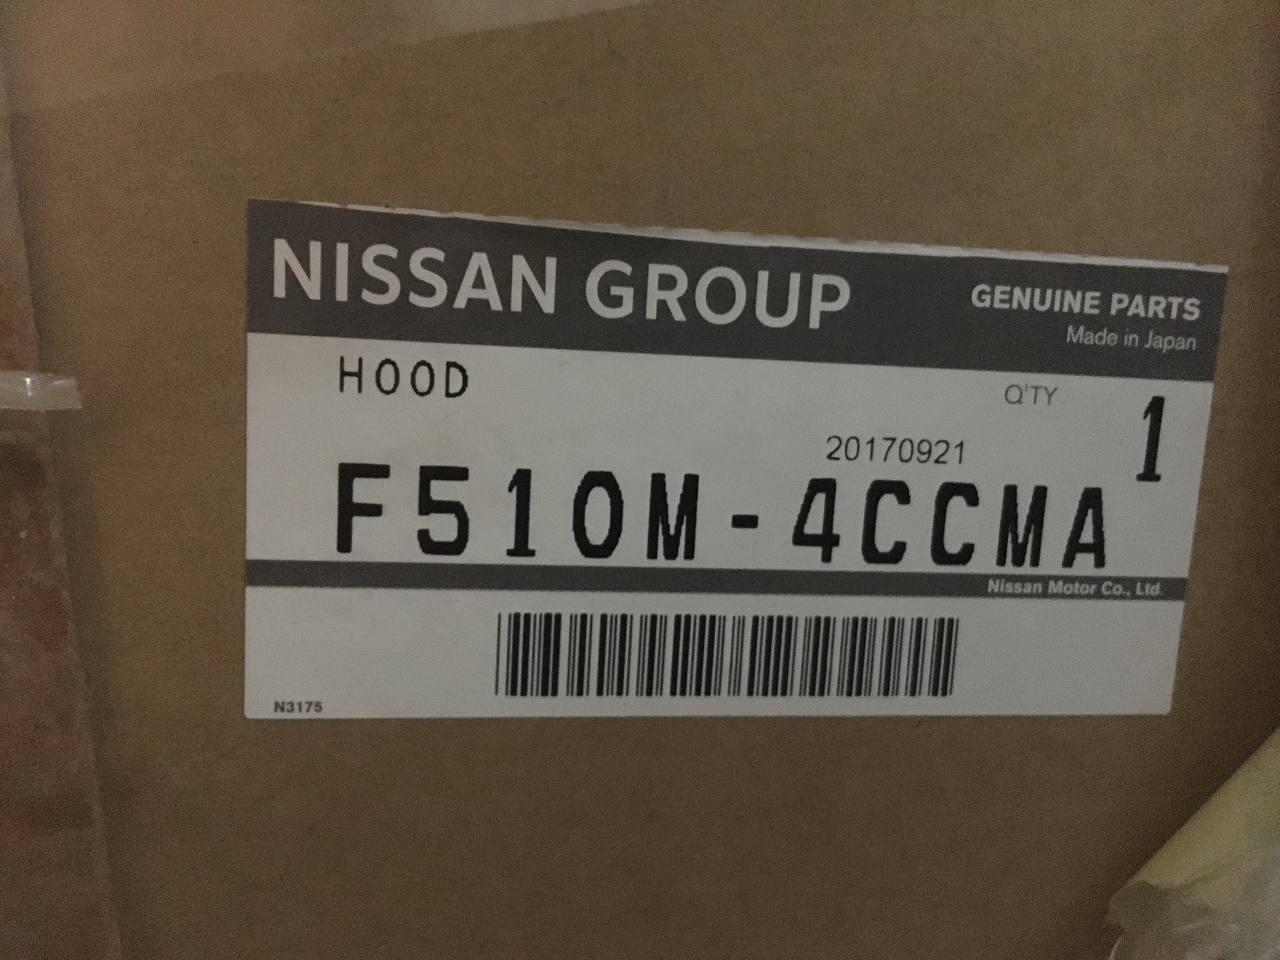 NISSAN GROUP
GENUINE PARTS
Made in Japan
HOOD
Q'TY
1
20170921
F510M-4CCMA
Nissan Motor Co., Ltd.
N3175